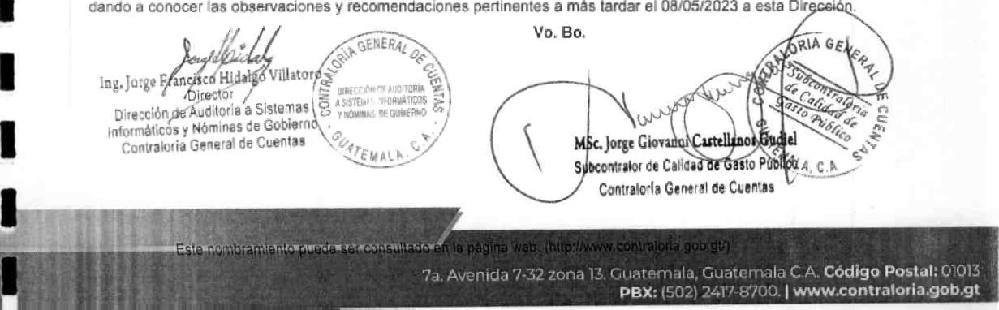 dando a conocer las observaciones y recomendaciones pertinentes a más tardar el 08/05/2023 a esta Dirección.
Vo. Bo.
Ing. Jorge Francisco Hidalgo Villatoro
Director
Dirección de Auditoria a Sistemas
Informáticos y Nóminas de Gobierno
Contraloria General de Cuentas
CONTRALORÍA GENERAL DE CUENTAS
DIRECCIÓN DE AUDITORÍA
A SISTEMAS INFORMÁTICOS
Y NÓMINAS DE GOBIERNO
GUATEMALA, C.A.
CONTRALORIA GENERAL DE CUENTAS
Subcontraloría
de Calidad de
Gasto Público
GUATEMALA, C.A
MSc. Jorge Giovanni Castellanos Gudiel
Subcontralor de Calidad de Gasto Público
Contraloría General de Cuentas
Este nombramiento puede ser consultado en la página web. (http://www.contraloria.gob.gt/)
7a. Avenida 7-32 zona 13. Guatemala, Guatemala C.A. Código Postal: 01013
PBX: (502) 2417-8700. | www.contraloria.gob.gt